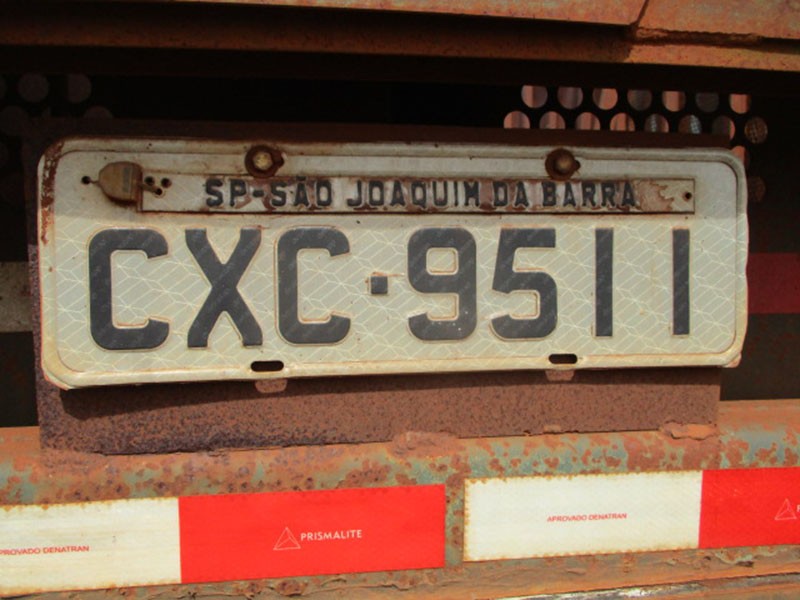 SP-SÃO JOAQUIM DA BARRA
CXC·9511
APROVADO DENATRAN
PRISMALITE
APROVADO DENATRAN